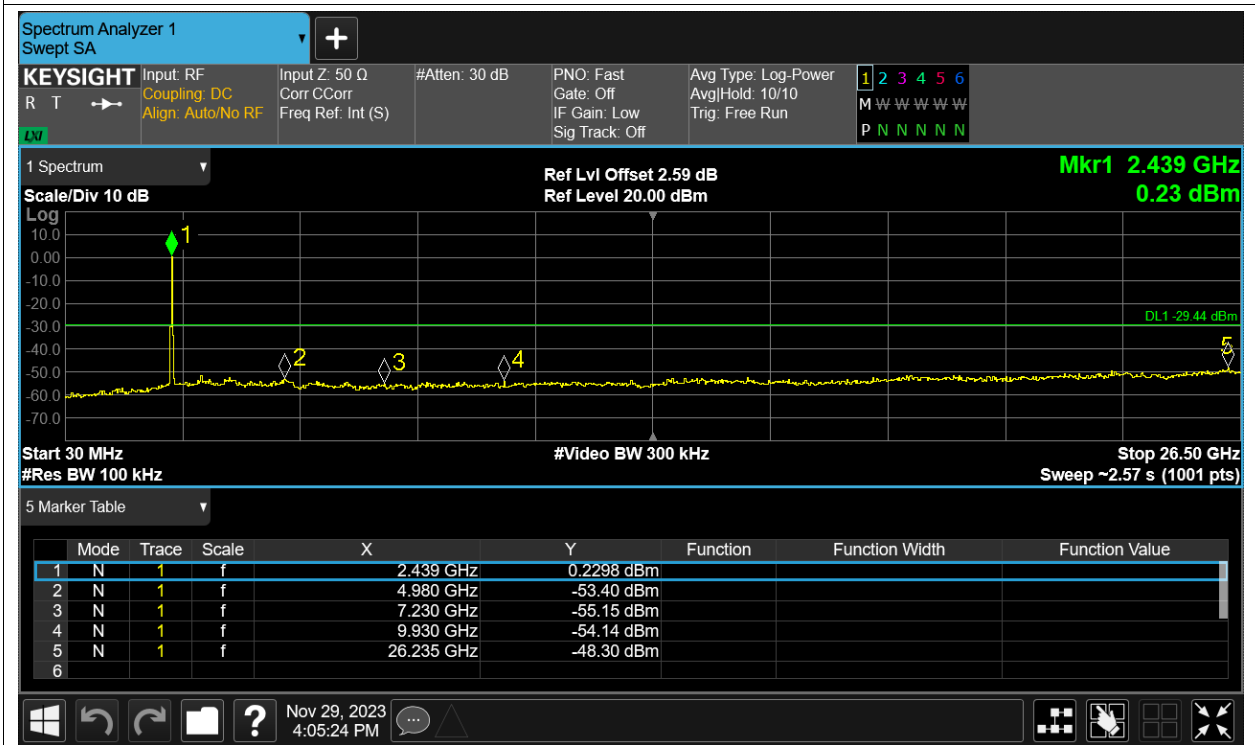 Spectrum Analyzer 1
Swept SA
KEYSIGHT
R T
LXI
Input: RF
Coupling: DC
Align: Auto/No RF
Input Z: 50 Ω
Corr CCorr
Freq Ref: Int (S)
#Atten: 30 dB
PNO: Fast
Gate: Off
IF Gain: Low
Sig Track: Off
Avg Type: Log-Power
Avg|Hold: 10/10
Trig: Free Run
1 2 3 4 5 6
M W W W W W
P N N N N N
1 Spectrum
Scale/Div 10 dB
Ref Lvl Offset 2.59 dB
Ref Level 20.00 dBm
Mkr1 2.439 GHz
0.23 dBm
Log
10.0
0.00
-10.0
-20.0
-30.0
-40.0
-50.0
-60.0
-70.0
1
2
3
4
5
DL1 -29.44 dBm
Start 30 MHz
#Video BW 300 kHz
Stop 26.50 GHz
#Res BW 100 kHz
Sweep ~2.57 s (1001 pts)
5 Marker Table
Mode Trace Scale X Y Function Function Width Function Value
1 N 1 f 2.439 GHz 0.2298 dBm
2 N 1 f 4.980 GHz -53.40 dBm
3 N 1 f 7.230 GHz -55.15 dBm
4 N 1 f 9.930 GHz -54.14 dBm
5 N 1 f 26.235 GHz -48.30 dBm
6
?
Nov 29, 2023
4:05:24 PM